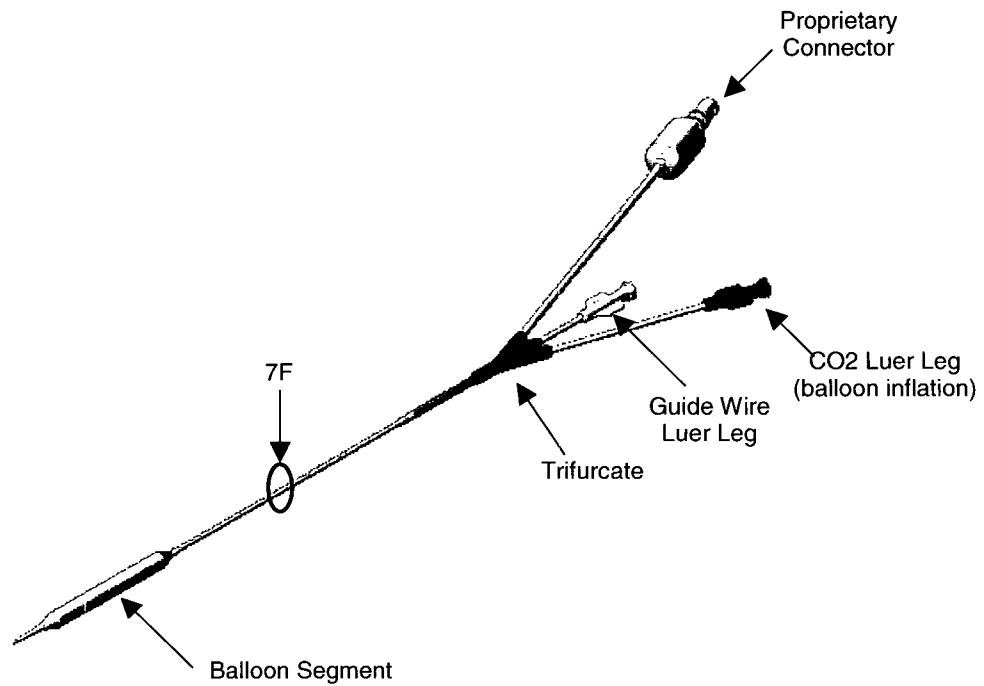 Proprietary
Connector
7F
CO2 Luer Leg
(balloon inflation)
Guide Wire
Luer Leg
Trifurcate
Balloon Segment